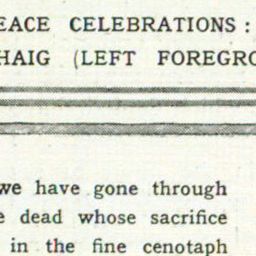 EACE CELEBRATIONS:
HAIG (LEFT FOREGRO
we have gone through
e dead whose sacrifice
in the fine cenotaph